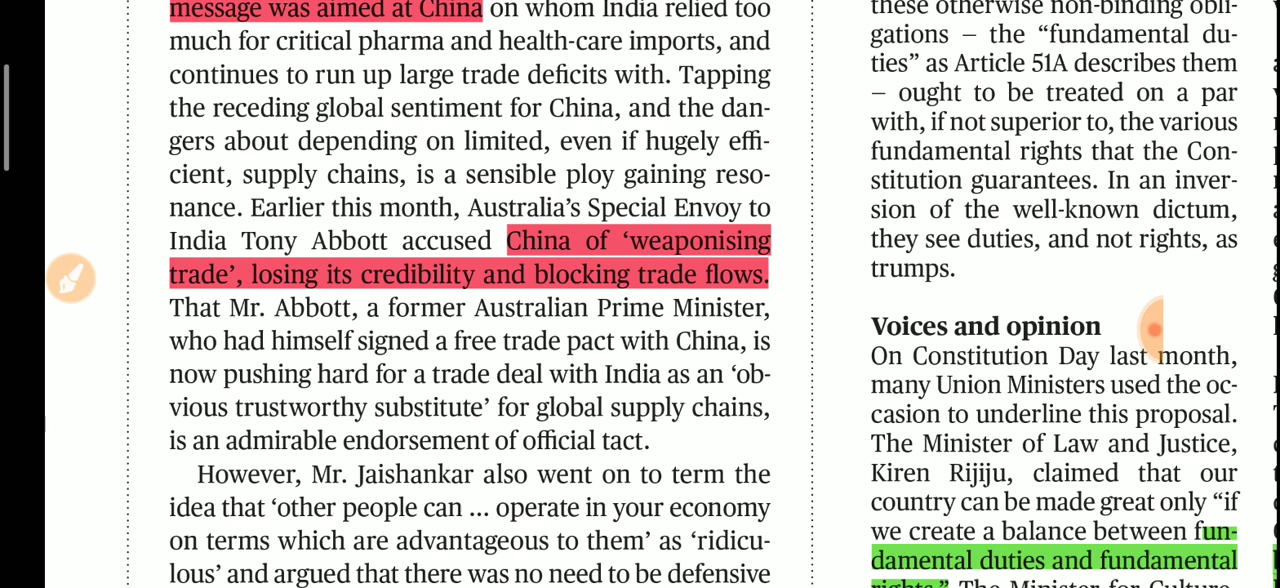 message was aimed at China on whom India relied too
much for critical pharma and health-care imports, and
continues to run up large trade deficits with. Tapping
the receding global sentiment for China, and the dan-
gers about depending on limited, even if hugely effi-
cient, supply chains, is a sensible ploy gaining reso-
nance. Earlier this month, Australia’s Special Envoy to
India Tony Abbott accused China of ‘weaponising
trade’, losing its credibility and blocking trade flows.
That Mr. Abbott, a former Australian Prime Minister,
who had himself signed a free trade pact with China, is
now pushing hard for a trade deal with India as an ‘ob-
vious trustworthy substitute’ for global supply chains,
is an admirable endorsement of official tact.
However, Mr. Jaishankar also went on to term the
idea that ‘other people can ... operate in your economy
on terms which are advantageous to them’ as ‘ridicu-
lous’ and argued that there was no need to be defensive
these otherwise non-binding obli-
gations – the “fundamental du-
ties” as Article 51A describes them
– ought to be treated on a par
with, if not superior to, the various
fundamental rights that the Con-
stitution guarantees. In an inver-
sion of the well-known dictum,
they see duties, and not rights, as
trumps.
Voices and opinion
On Constitution Day last month,
many Union Ministers used the oc-
casion to underline this proposal.
The Minister of Law and Justice,
Kiren Rijiju, claimed that our
country can be made great only “if
we create a balance between fun-
damental duties and fundamental
rights.” The Minister for Culture,